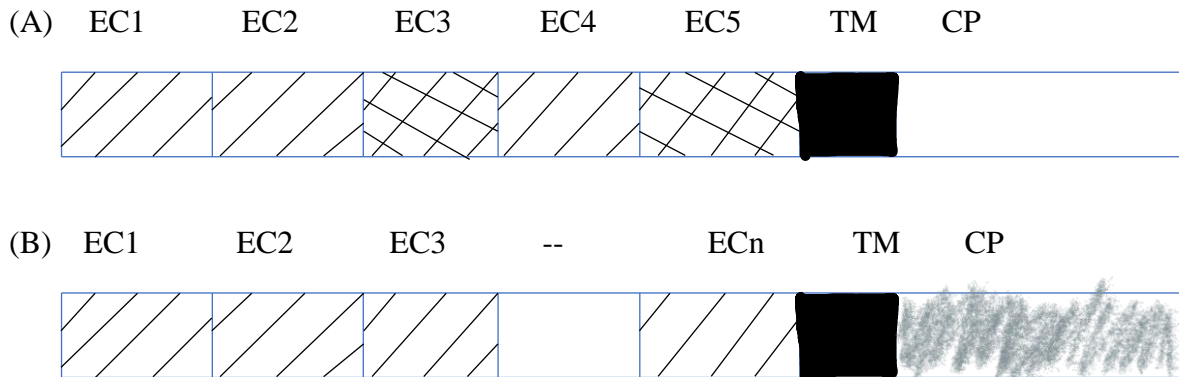 (A) EC1 EC2 EC3 EC4 EC5 TM CP
(B) EC1 EC2 EC3 -- ECn TM CP